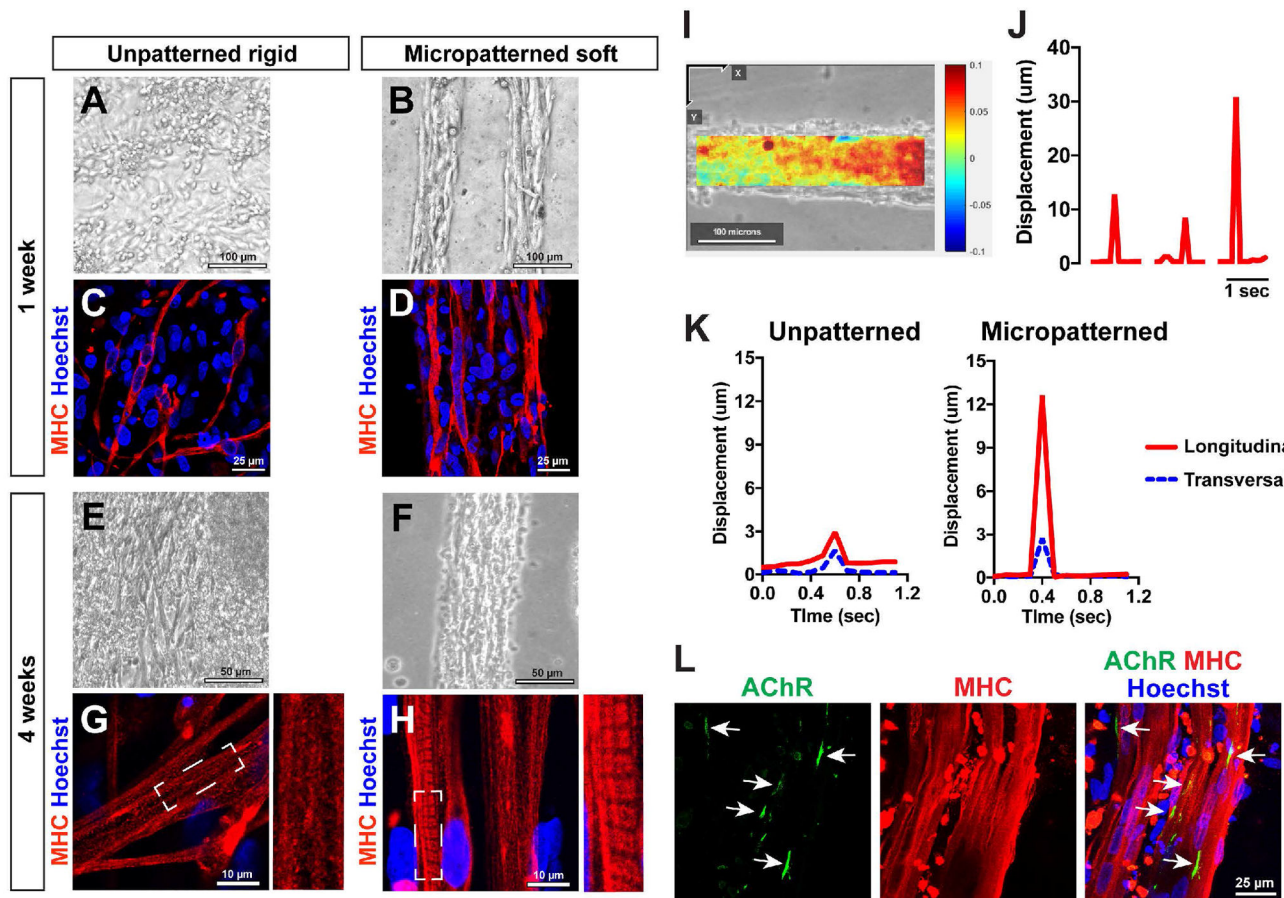 Unpatterned rigid
Micropatterned soft
1 week
A
100 μm
B
100 μm
MHC Hoechst
C
25 μm
MHC Hoechst
D
25 μm
4 weeks
E
50 μm
F
50 μm
MHC Hoechst
G
10 μm
MHC Hoechst
H
10 μm
I
X
Y
100 microns
0.1
0.05
0
-0.05
-0.1
J
Displacement (um)
40
30
20
10
0
1 sec
K
Unpatterned
Displacement (um)
15
12
9
6
3
0
0.0 0.4 0.8 1.2
TIme (sec)
Micropatterned
Displacement (um)
15
12
9
6
3
0
0.0 0.4 0.8 1.2
TIme (sec)
Longitudina
Transversa
L
AChR
MHC
AChR MHC
Hoechst
25 μm